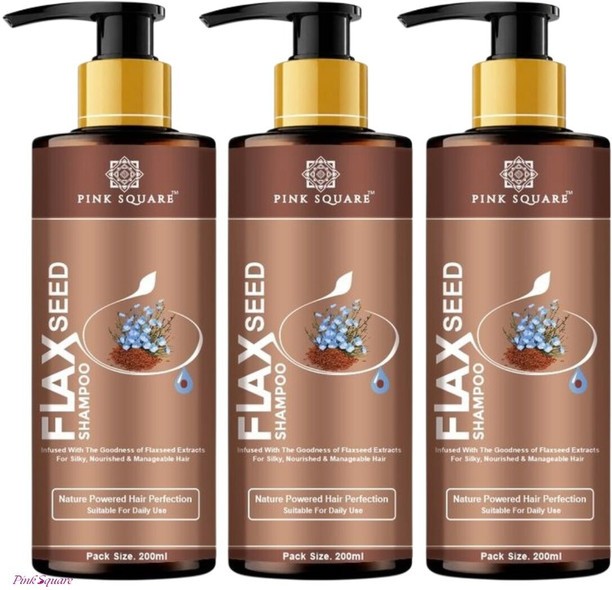 PINK SQUARE™
FLAX SEED
SHAMPOO
Infused With The Goodness of Flaxseed Extracts
For Silky, Nourished & Manageable Hair
Nature Powered Hair Perfection
Suitable For Daily Use
Pack Size. 200ml
PINK SQUARE™
FLAX SEED
SHAMPOO
Infused With The Goodness of Flaxseed Extracts
For Silky, Nourished & Manageable Hair
Nature Powered Hair Perfection
Suitable For Daily Use
Pack Size. 200ml
PINK SQUARE™
FLAX SEED
SHAMPOO
Infused With The Goodness of Flaxseed Extracts
For Silky, Nourished & Manageable Hair
Nature Powered Hair Perfection
Suitable For Daily Use
Pack Size. 200ml
Pink Square